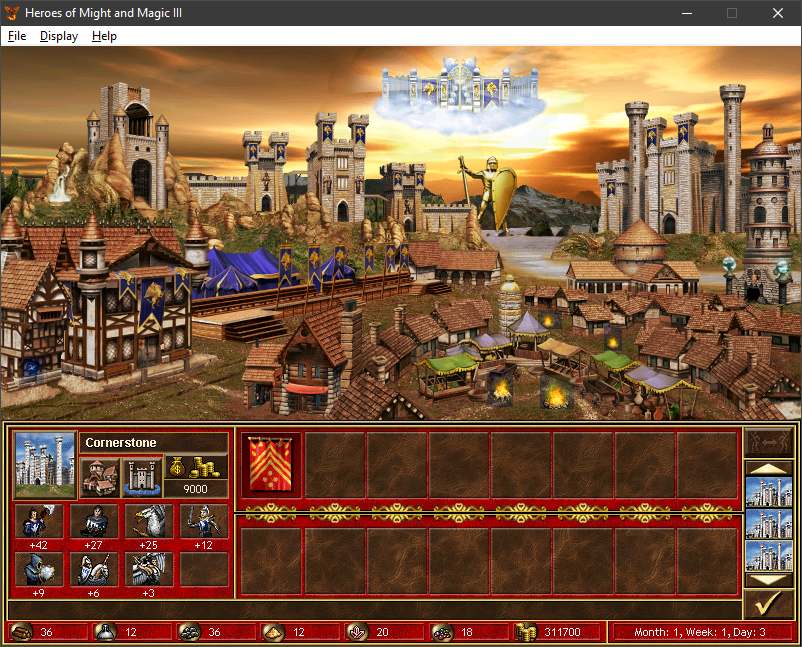 Heroes of Might and Magic III
File Display Help
Cornerstone
9000
+42 +27 +25 +12
+9 +6 +3
36 12 36 12 20 18 311700 Month: 1, Week: 1, Day: 3